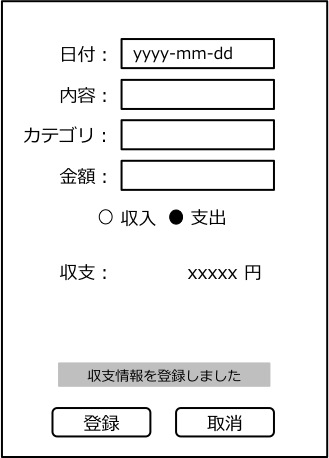 日付： yyyy-mm-dd
内容：
カテゴリ：
金額：
○ 収入 ● 支出
収支： xxxxx 円
収支情報を登録しました
登録 取消